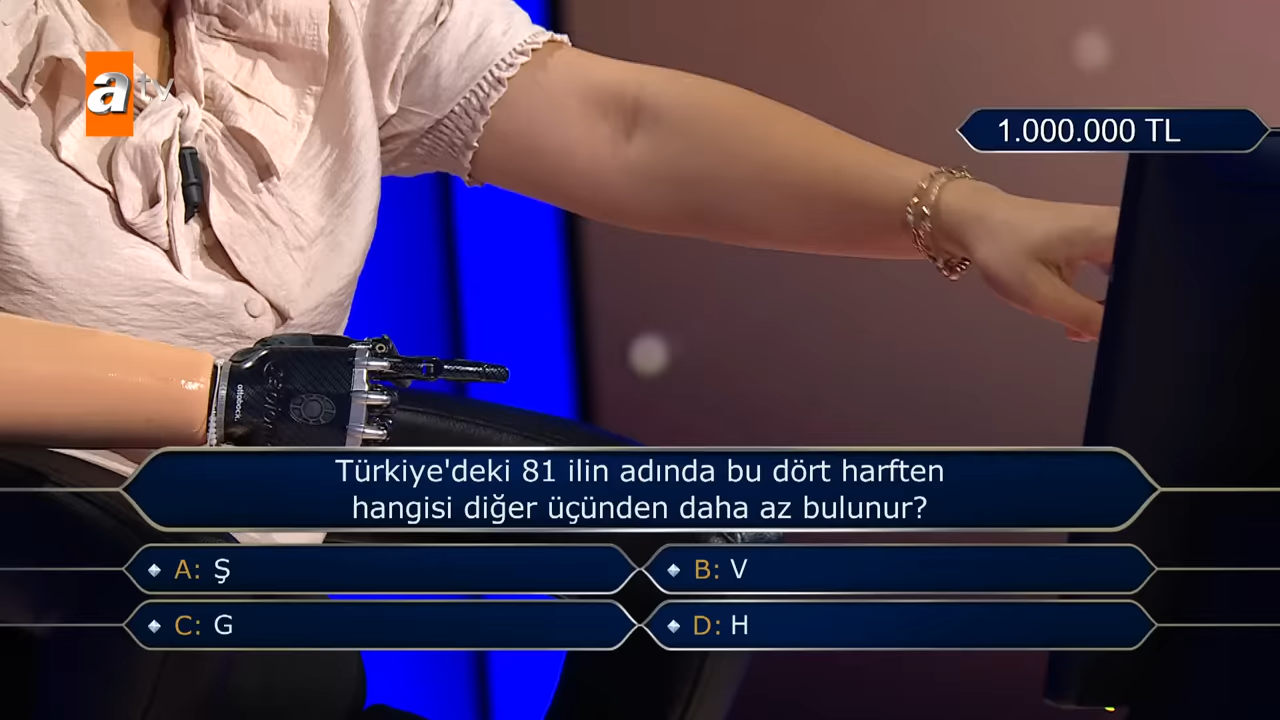 atv
1.000.000 TL
ottobock.
Türkiye'deki 81 ilin adında bu dört harften
hangisi diğer üçünden daha az bulunur?
A: Ş
B: V
C: G
D: H